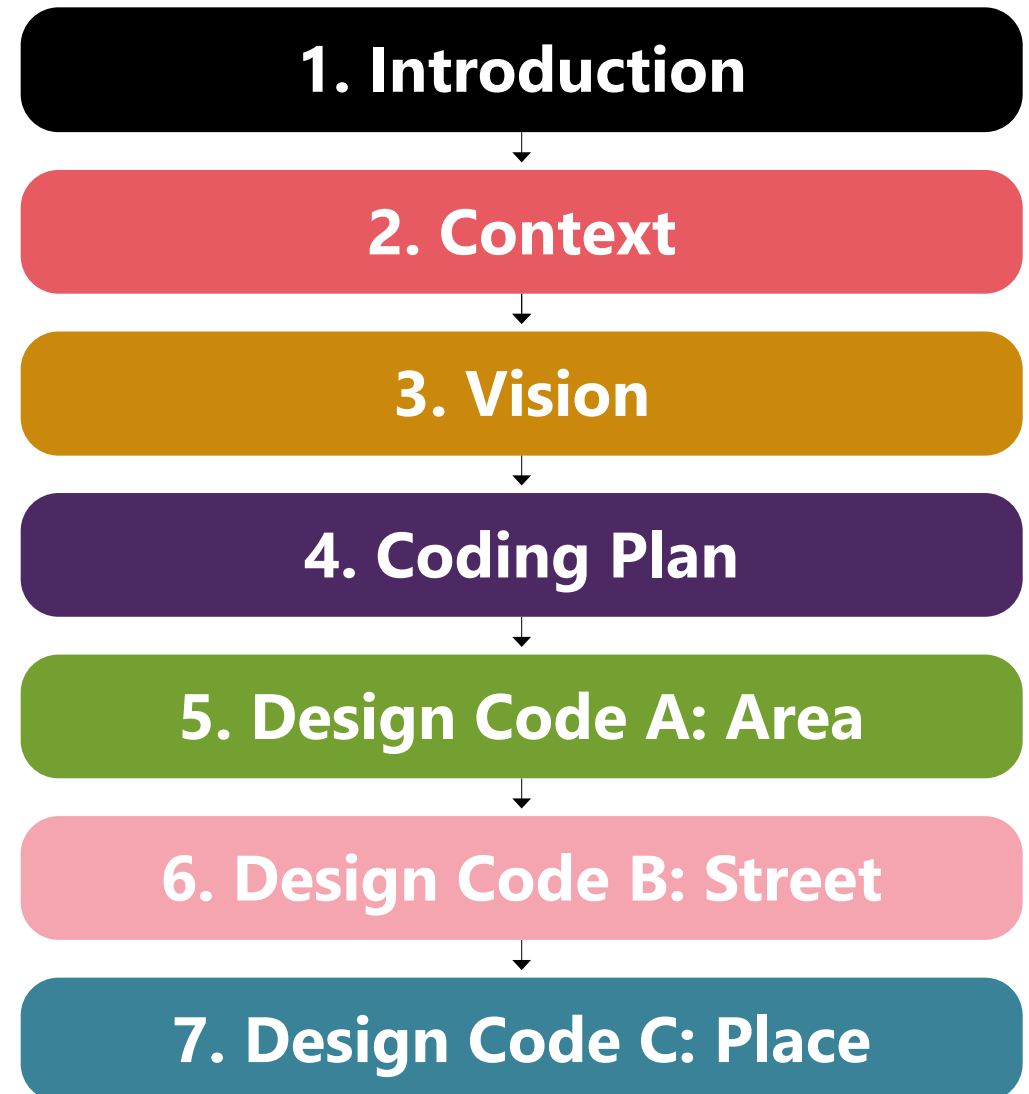 1. Introduction
2. Context
3. Vision
4. Coding Plan
5. Design Code A: Area
6. Design Code B: Street
7. Design Code C: Place